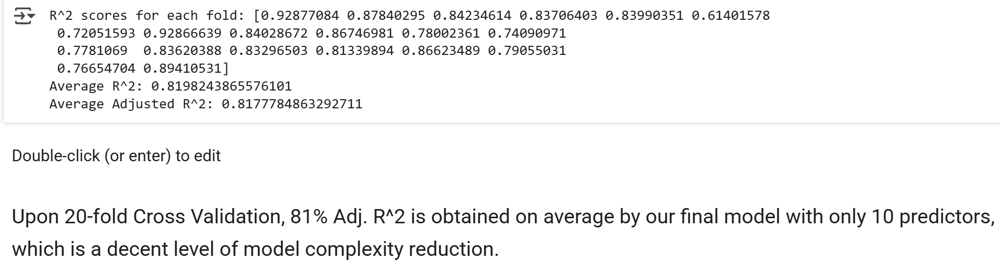 R^2 scores for each fold: [0.92877084 0.87840295 0.84234614 0.83706403 0.83990351 0.61401578
0.72051593 0.92866639 0.84028672 0.86746981 0.78002361 0.74090971
0.7781069  0.83620388 0.83296503 0.81339894 0.86623489 0.79055031
0.76654704 0.89410531]
Average R^2: 0.8198243865576101
Average Adjusted R^2: 0.8177784863292711
Double-click (or enter) to edit
Upon 20-fold Cross Validation, 81% Adj. R^2 is obtained on average by our final model with only 10 predictors,
which is a decent level of model complexity reduction.